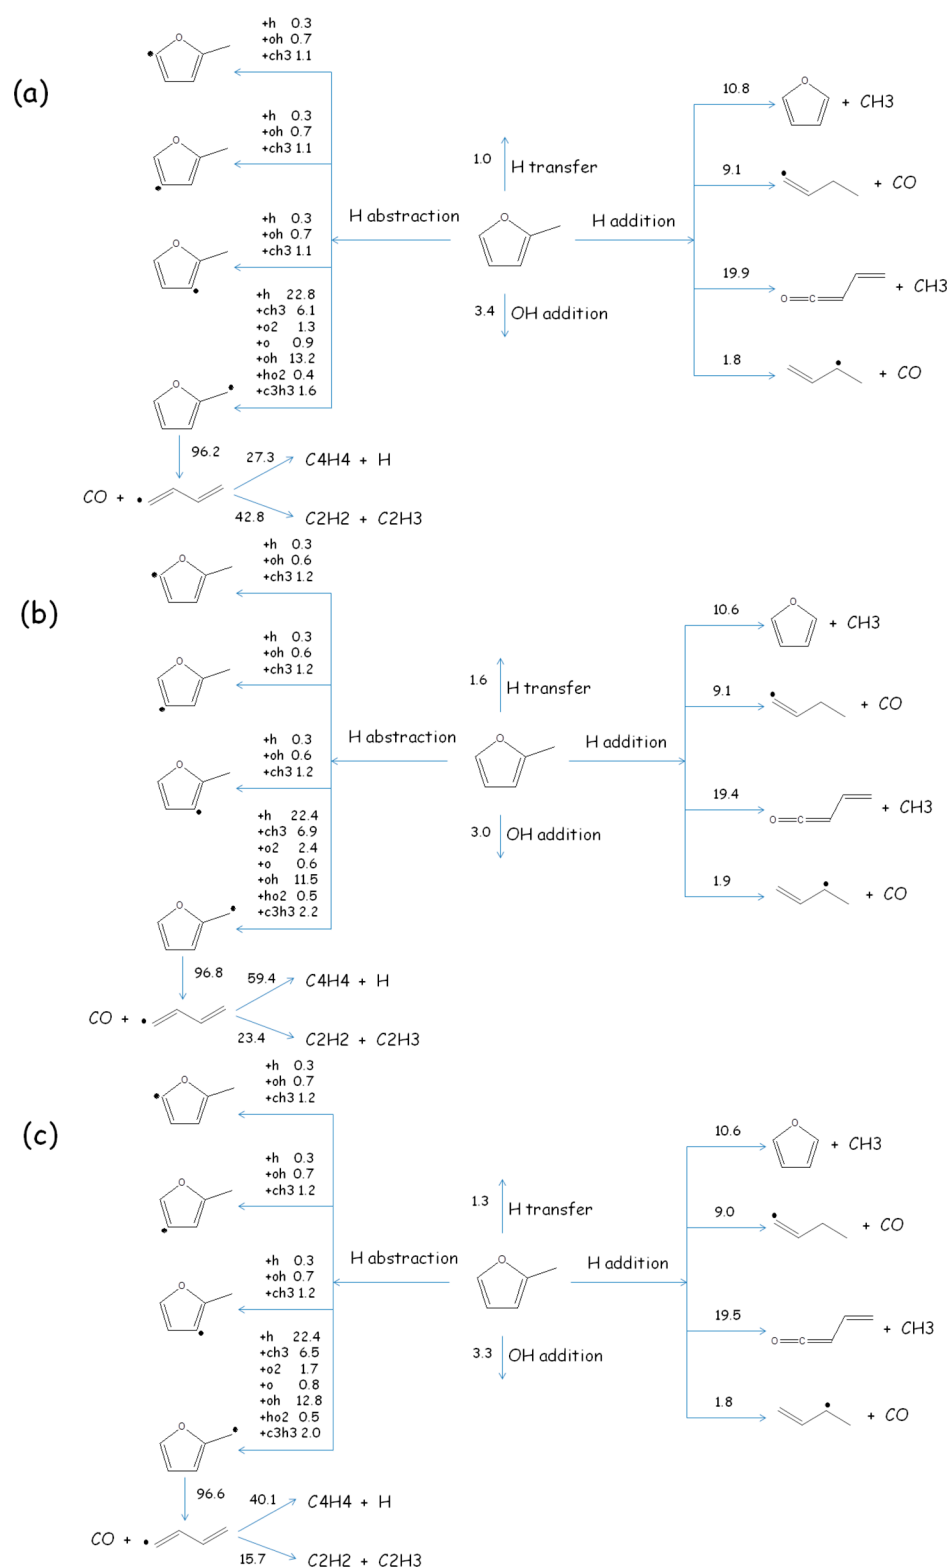 +h 0.3
+oh 0.7
+ch3 1.1
(a)
+h 0.3
+oh 0.7
+ch3 1.1
+h 0.3
+oh 0.7
+ch3 1.1
+h 22.8
+ch3 6.1
+o2 1.3
+o 0.9
+oh 13.2
+ho2 0.4
+c3h3 1.6
H abstraction
1.0
H transfer
3.4
OH addition
H addition
10.8
+ CH3
9.1
+ CO
19.9
+ CH3
1.8
+ CO
96.2
CO +
27.3
C4H4 + H
42.8
C2H2 + C2H3
+h 0.3
+oh 0.6
+ch3 1.2
(b)
+h 0.3
+oh 0.6
+ch3 1.2
+h 0.3
+oh 0.6
+ch3 1.2
+h 22.4
+ch3 6.9
+o2 2.4
+o 0.6
+oh 11.5
+ho2 0.5
+c3h3 2.2
H abstraction
1.6
H transfer
3.0
OH addition
H addition
10.6
+ CH3
9.1
+ CO
19.4
+ CH3
1.9
+ CO
96.8
CO +
59.4
C4H4 + H
23.4
C2H2 + C2H3
+h 0.3
+oh 0.7
+ch3 1.2
(c)
+h 0.3
+oh 0.7
+ch3 1.2
+h 0.3
+oh 0.7
+ch3 1.2
+h 22.4
+ch3 6.5
+o2 1.7
+o 0.8
+oh 12.8
+ho2 0.5
+c3h3 2.0
H abstraction
1.3
H transfer
3.3
OH addition
H addition
10.6
+ CH3
9.0
+ CO
19.5
+ CH3
1.8
+ CO
96.6
CO +
40.1
C4H4 + H
15.7
C2H2 + C2H3